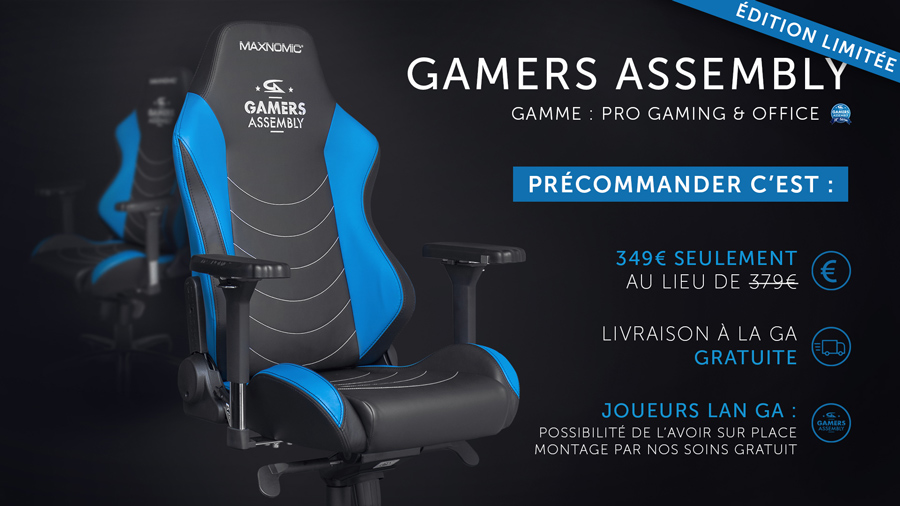 ÉDITION LIMITÉE
MAXNOMIC
GAMERS
ASSEMBLY
GAMERS ASSEMBLY
GAMME : PRO GAMING & OFFICE
PRÉCOMMANDER C'EST :
349€ SEULEMENT
AU LIEU DE 379€
€
LIVRAISON À LA GA
GRATUITE
JOUEURS LAN GA :
POSSIBILITÉ DE L'AVOIR SUR PLACE
MONTAGE PAR NOS SOINS GRATUIT
GAMERS
ASSEMBLY